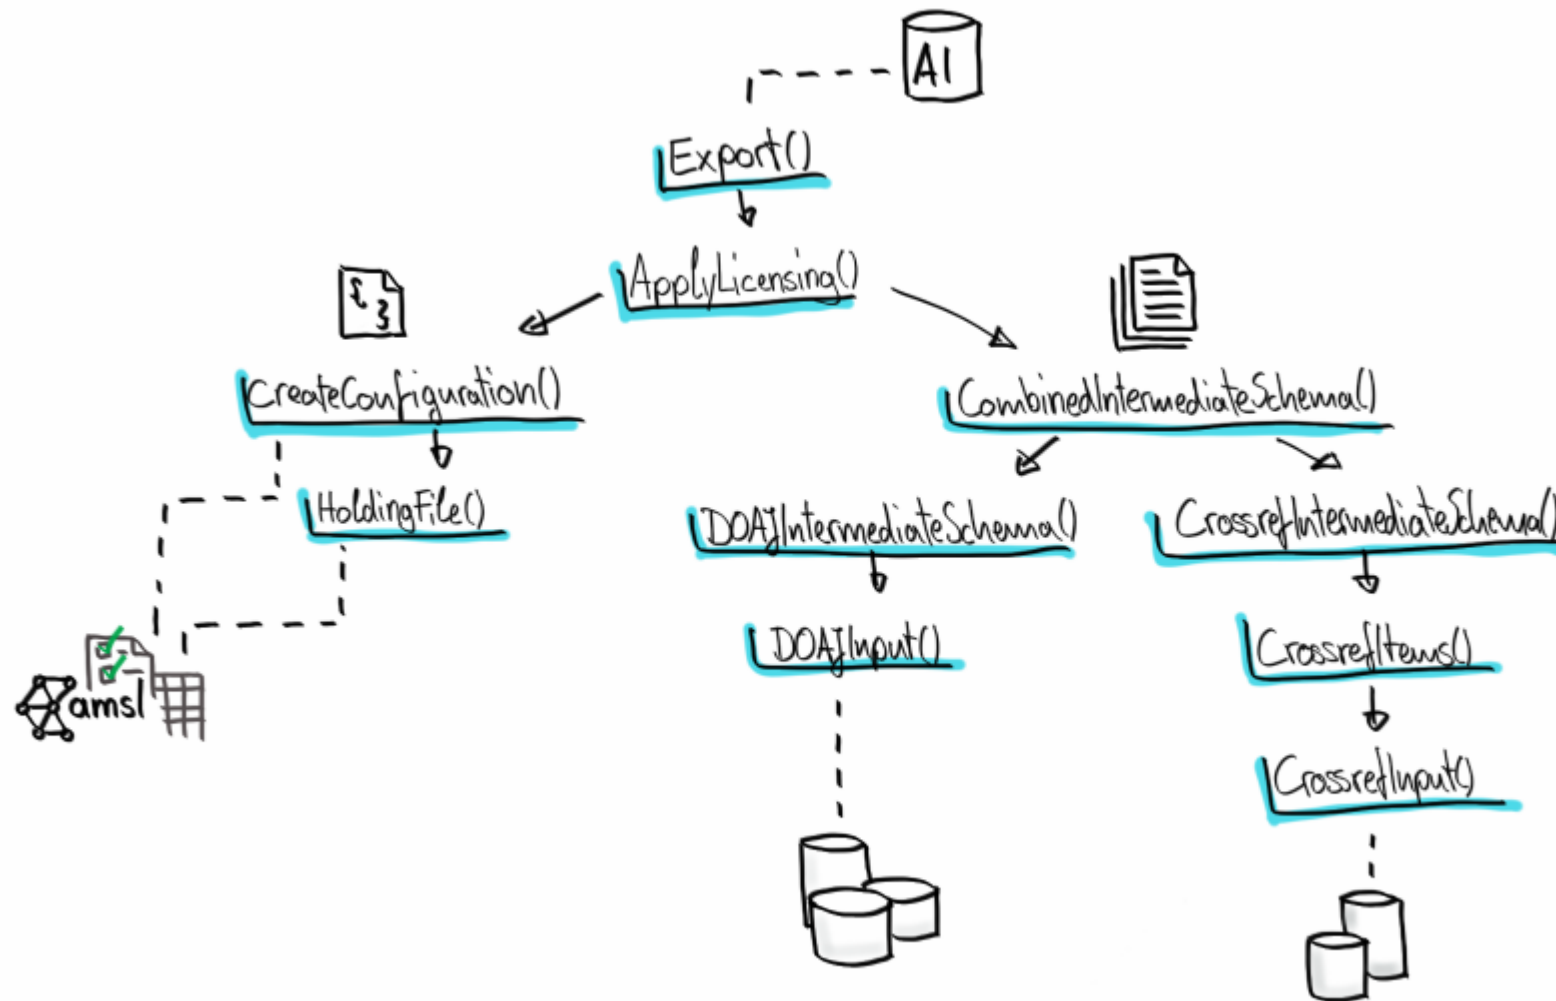 AI
Export()
ApplyLicensing()
{ }
CreateConfiguration()
CombinedIntermediateSchema()
HoldingFile()
DOAJIntermediateSchema()
CrossrefIntermediateSchema()
DOAJInput()
CrossrefItems()
amsl
CrossrefInput()